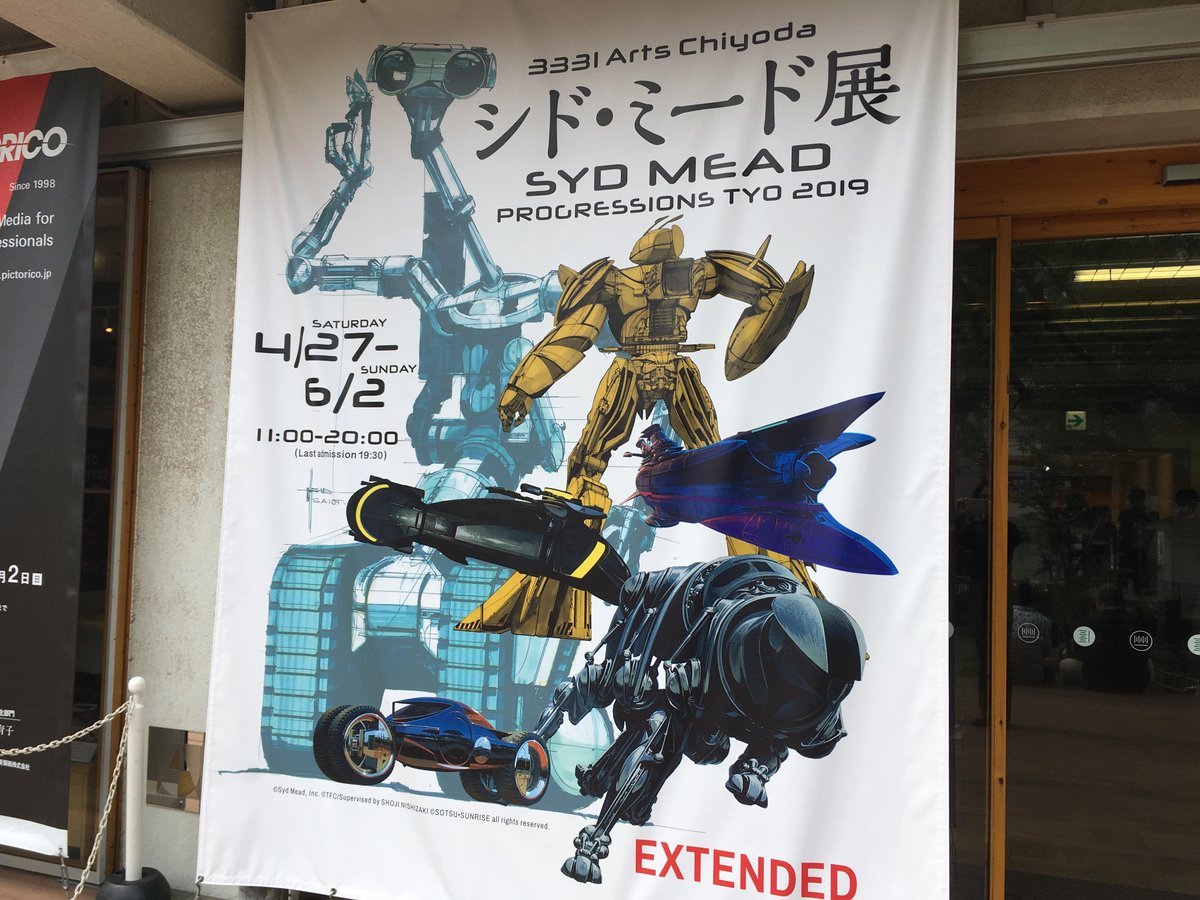 3331 Arts Chiyoda
シド・ミード展
SYD MEAD
PROGRESSIONS TYO 2019
SATURDAY
4/27-
SUNDAY
6/2
11:00-20:00
(Last admission 19:30)
©Syd Mead, Inc. ©TFC/Supervised by SHOJI NISHIZAKI ©SOTSU•SUNRISE all rights reserved.
EXTENDED
RICO
Since 1998
Media for
essionals
.pictorico.jp
月2日日